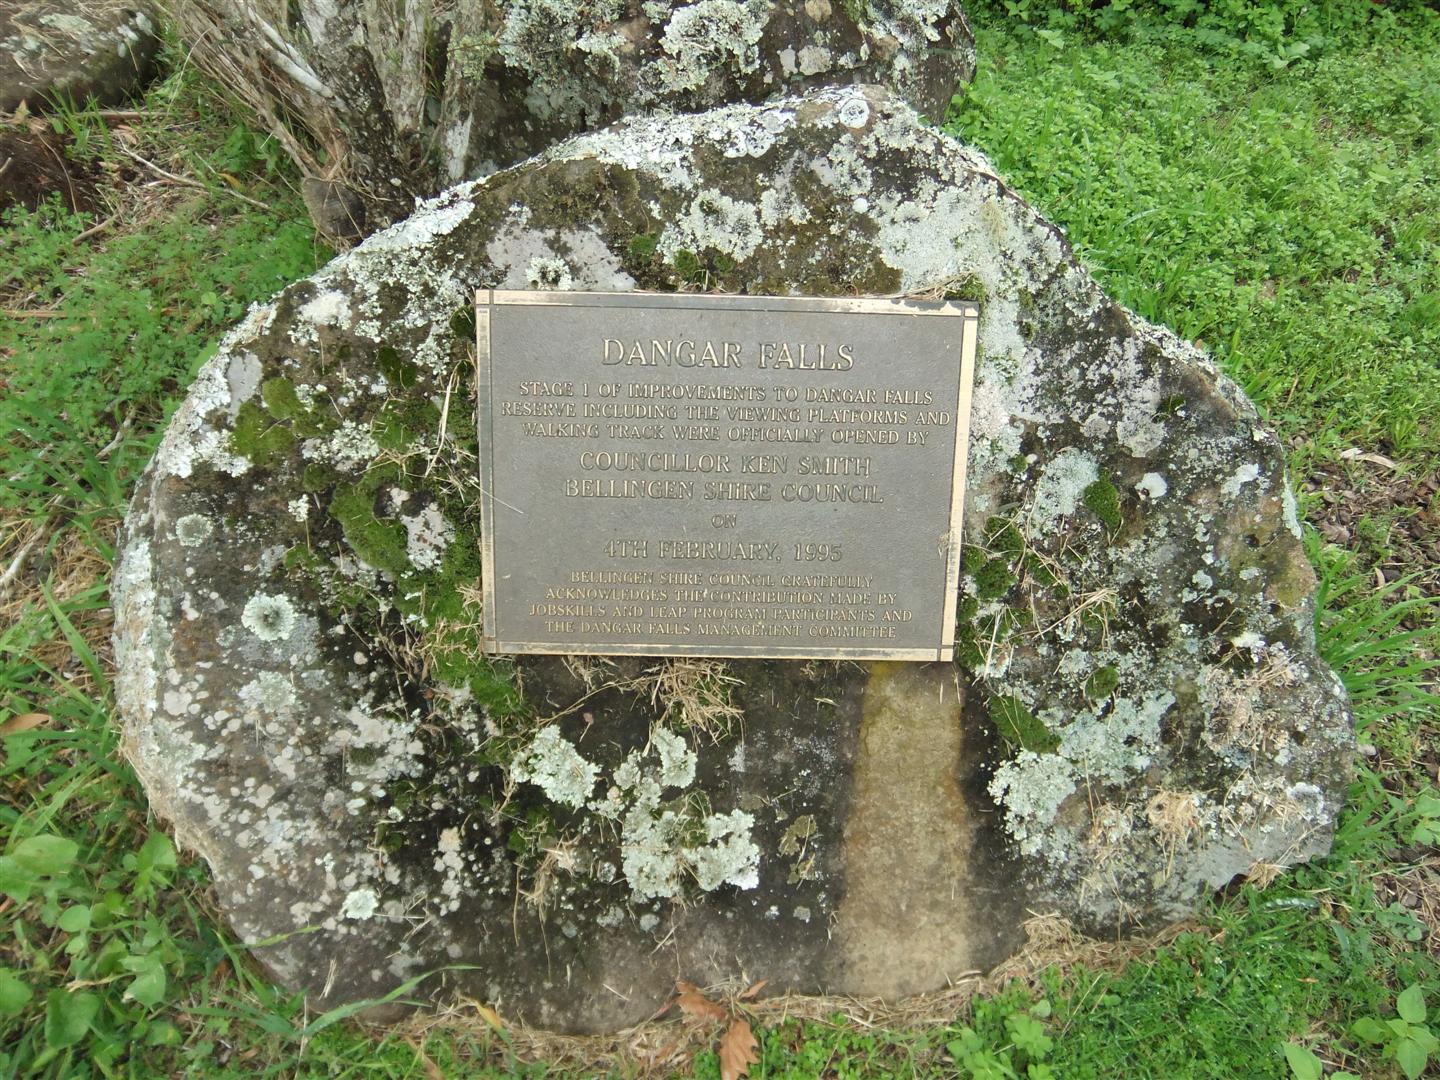 DANGAR FALLS
STAGE 1 OF IMPROVEMENTS TO DANGAR FALLS
RESERVE INCLUDING THE VIEWING PLATFORMS AND
WALKING TRACK WERE OFFICIALLY OPENED BY
COUNCILLOR KEN SMITH
BELLINGEN SHIRE COUNCIL
ON
4TH FEBRUARY, 1995
BELLINGEN SHIRE COUNCIL GRATEFULLY
ACKNOWLEDGES THE CONTRIBUTION MADE BY
JOBSKILLS AND LEAP PROGRAM PARTICIPANTS AND
THE DANGAR FALLS MANAGEMENT COMMITTEE